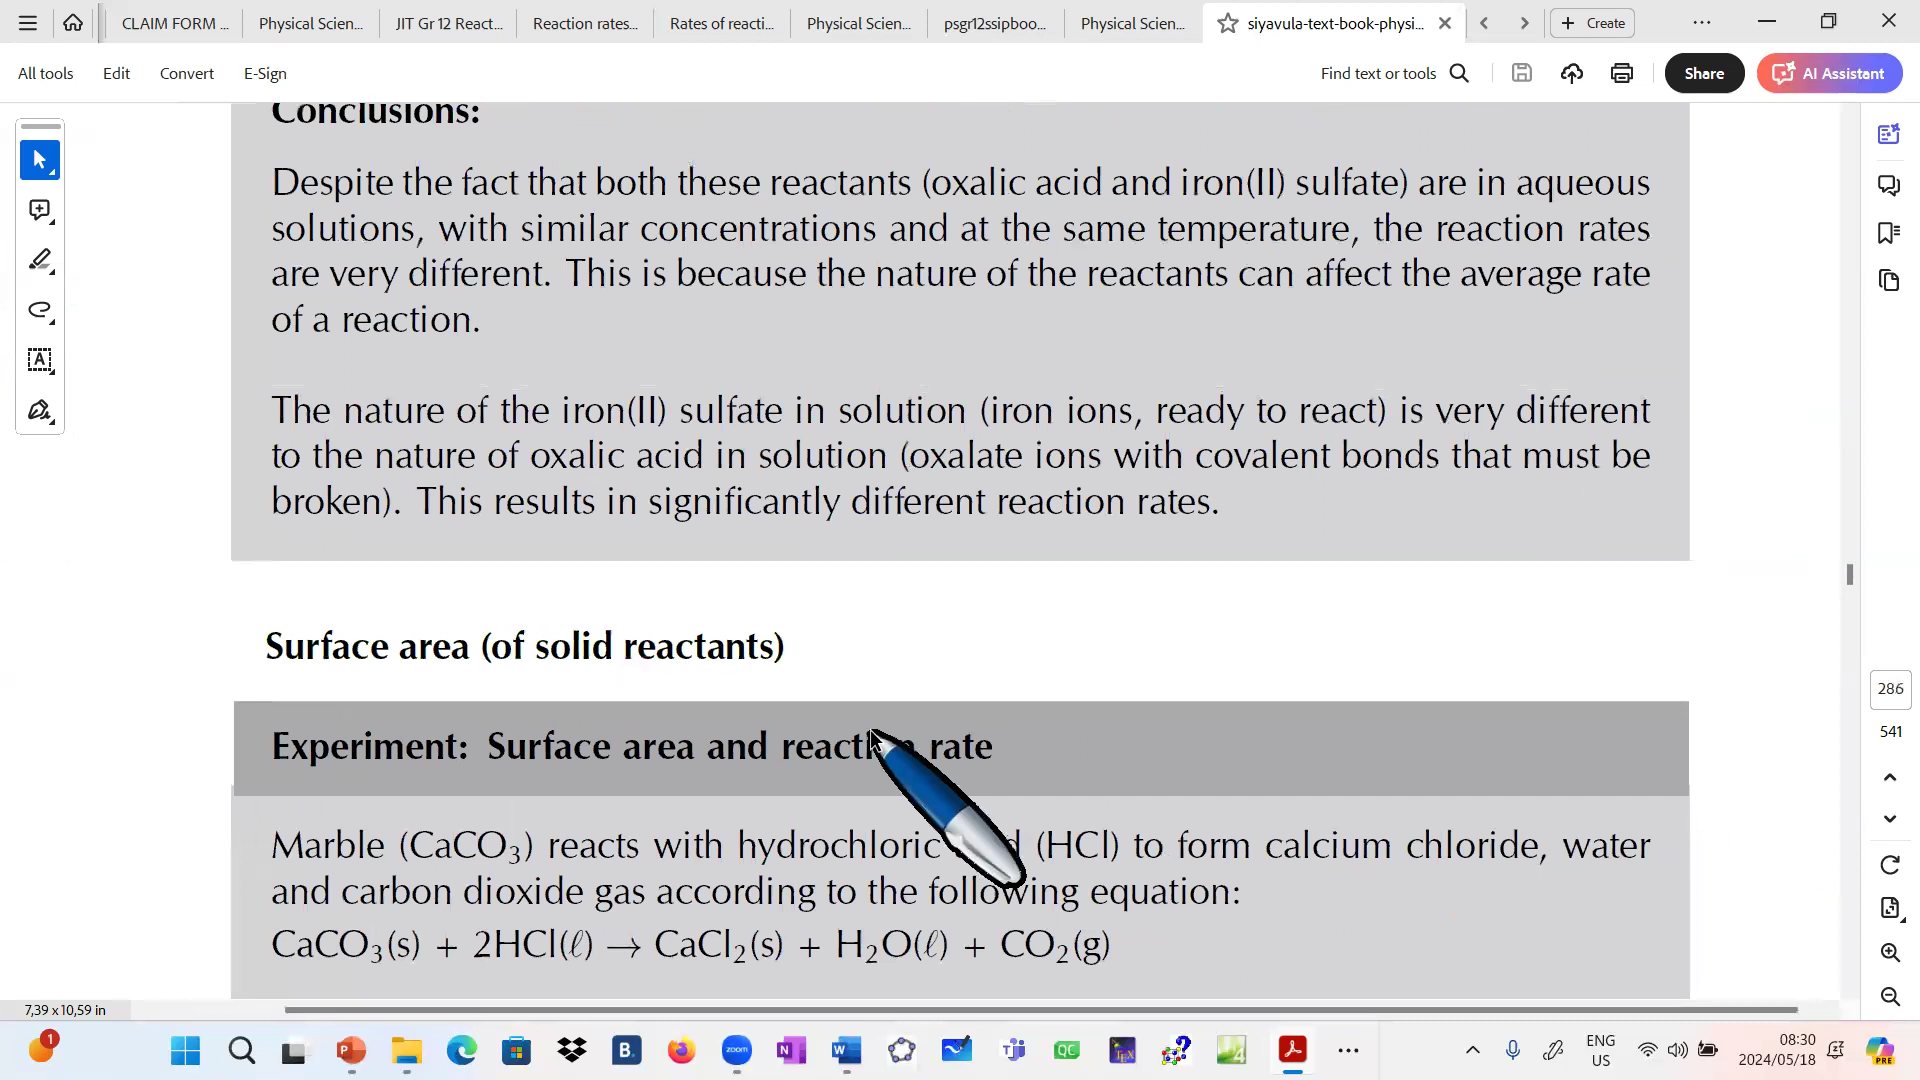 CLAIM FORM ...
Physical Scien...
JIT Gr 12 React...
Reaction rates...
Rates of reacti...
Physical Scien...
psgr12ssipboo...
Physical Scien...
siyavula-text-book-physi...
Create
All tools
Edit
Convert
E-Sign
Find text or tools
Share
AI Assistant
Conclusions:
Despite the fact that both these reactants (oxalic acid and iron(II) sulfate) are in aqueous
solutions, with similar concentrations and at the same temperature, the reaction rates
are very different. This is because the nature of the reactants can affect the average rate
of a reaction.
The nature of the iron(II) sulfate in solution (iron ions, ready to react) is very different
to the nature of oxalic acid in solution (oxalate ions with covalent bonds that must be
broken). This results in significantly different reaction rates.
Surface area (of solid reactants)
Experiment: Surface area and reaction rate
Marble (CaCO₃) reacts with hydrochloric (HCl) to form calcium chloride, water
and carbon dioxide gas according to the following equation:
CaCO₃(s) + 2HCl(ℓ) → CaCl₂(s) + H₂O(ℓ) + CO₂(g)
286
541
7,39 x 10,59 in
1
zoom
ENG
US
08:30
2024/05/18
PRE